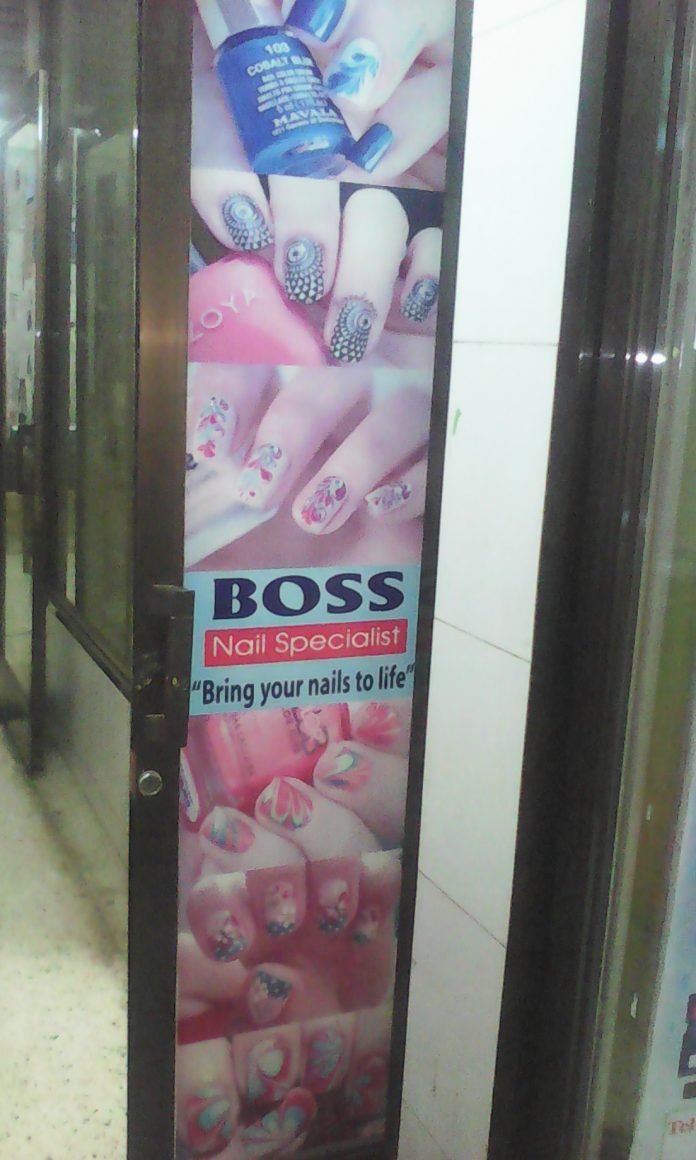 103
COBALT BLUE
MAVALA
ZOYA
BOSS
Nail Specialist
"Bring your nails to life"